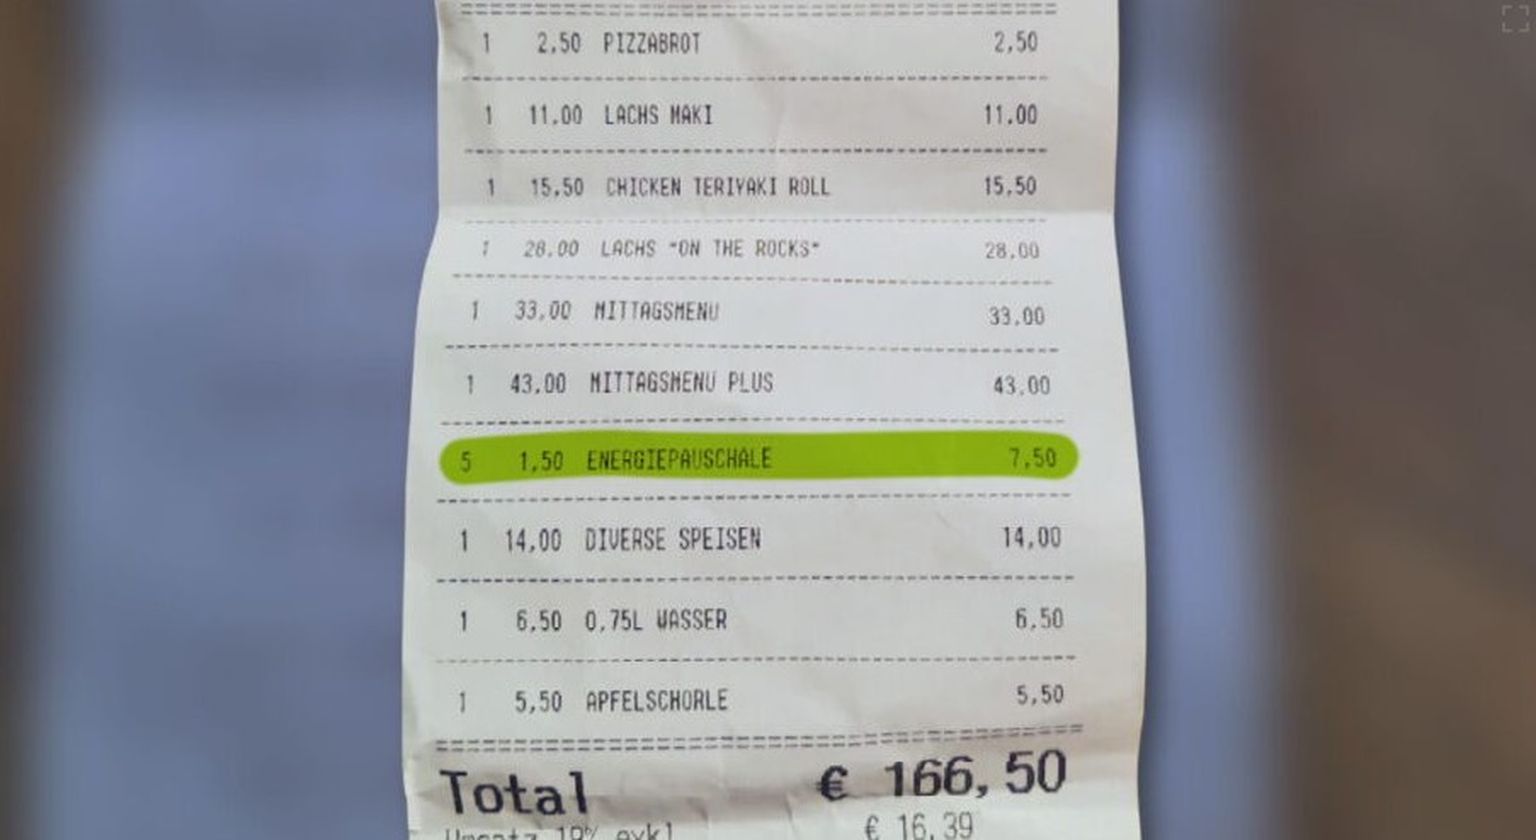 1 2,50 PIZZABROT 2,50
1 11,00 LACHS MAKI 11,00
1 15,50 CHICKEN TERIYAKI ROLL 15,50
1 28,00 LACHS "ON THE ROCKS" 28,00
1 33,00 MITTAGSMENU 33,00
1 43,00 MITTAGSMENU PLUS 43,00
5 1,50 ENERGIEPAUSCHALE 7,50
1 14,00 DIVERSE SPEISEN 14,00
1 6,50 0,75L WASSER 6,50
1 5,50 APFELSCHORLE 5,50
Total € 166,50
Umsatz 19% exkl € 16,39